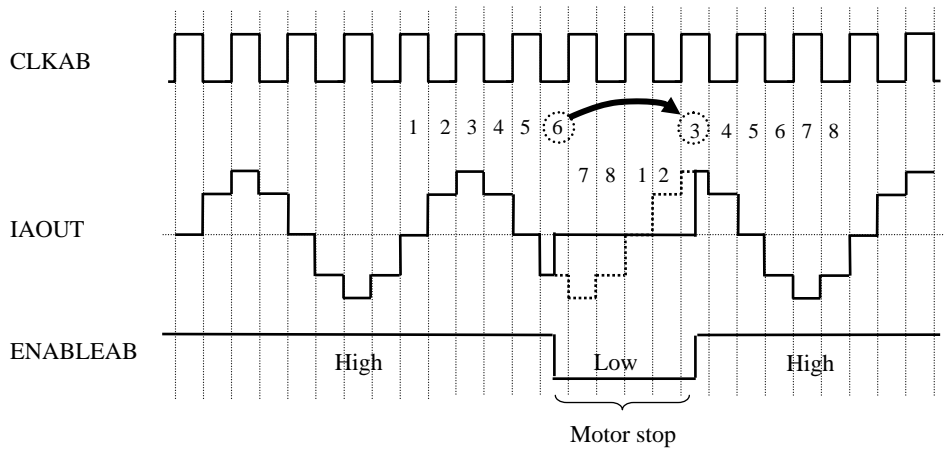 CLKAB
1 2 3 4 5 6 3 4 5 6 7 8
7 8 1 2
IAOUT
ENABLEAB
High Low High
Motor stop